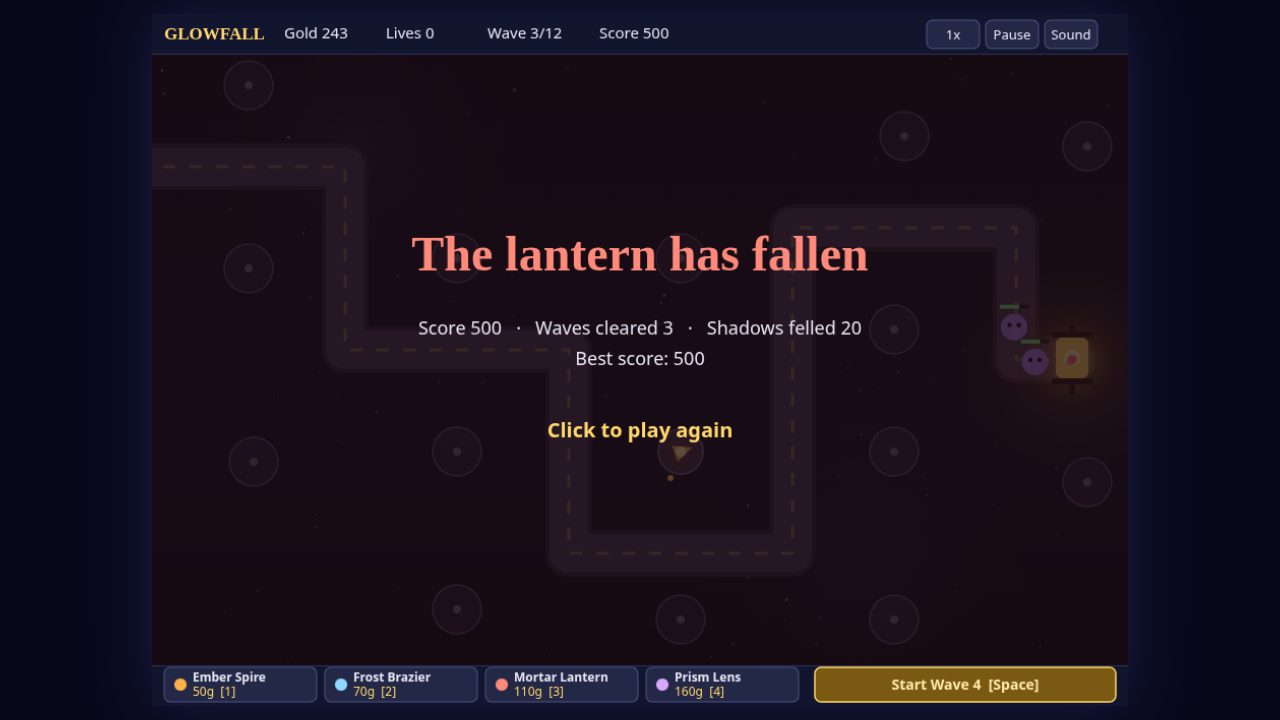 GLOWFALL Gold 243 Lives 0 Wave 3/12 Score 500 1x Pause Sound
The lantern has fallen
Score 500 · Waves cleared 3 · Shadows felled 20
Best score: 500
Click to play again
Ember Spire
50g [1]
Frost Brazier
70g [2]
Mortar Lantern
110g [3]
Prism Lens
160g [4]
Start Wave 4 [Space]